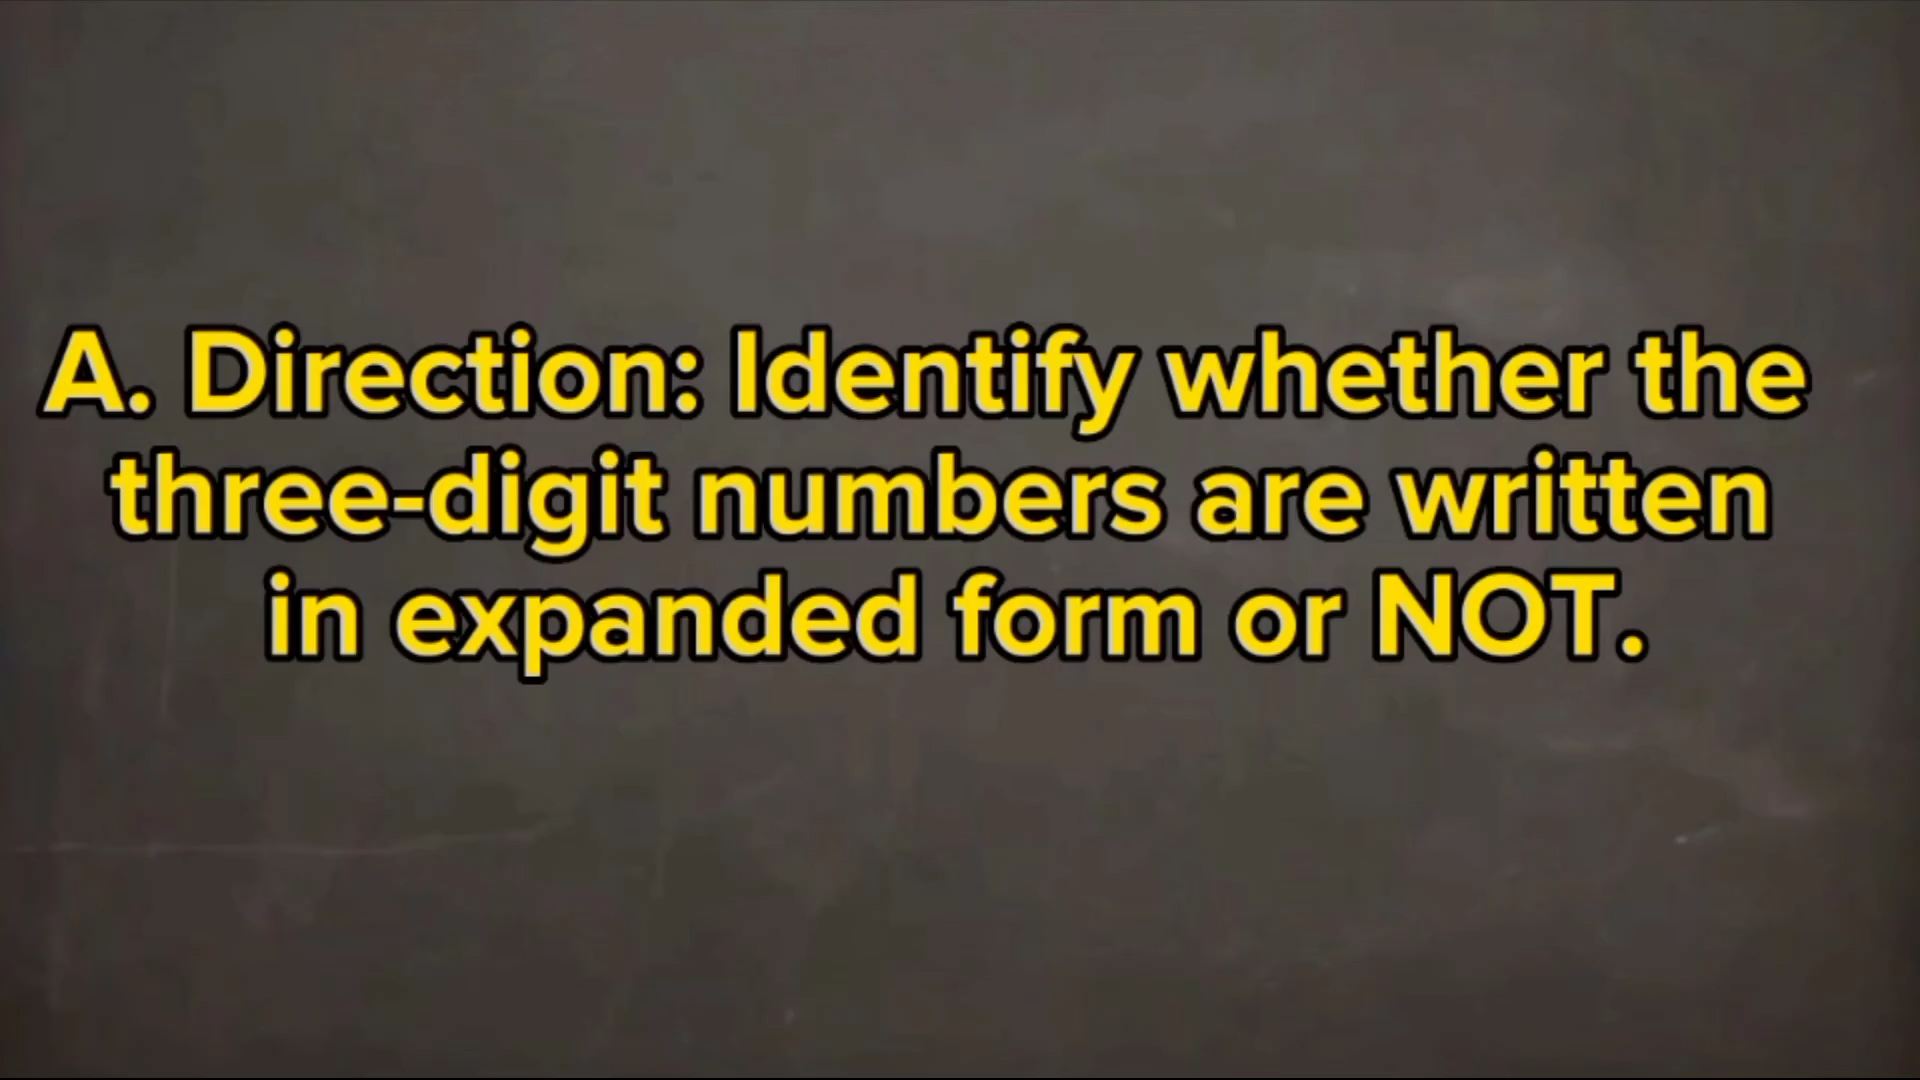 A. Direction: Identify whether the
three-digit numbers are written
in expanded form or NOT.